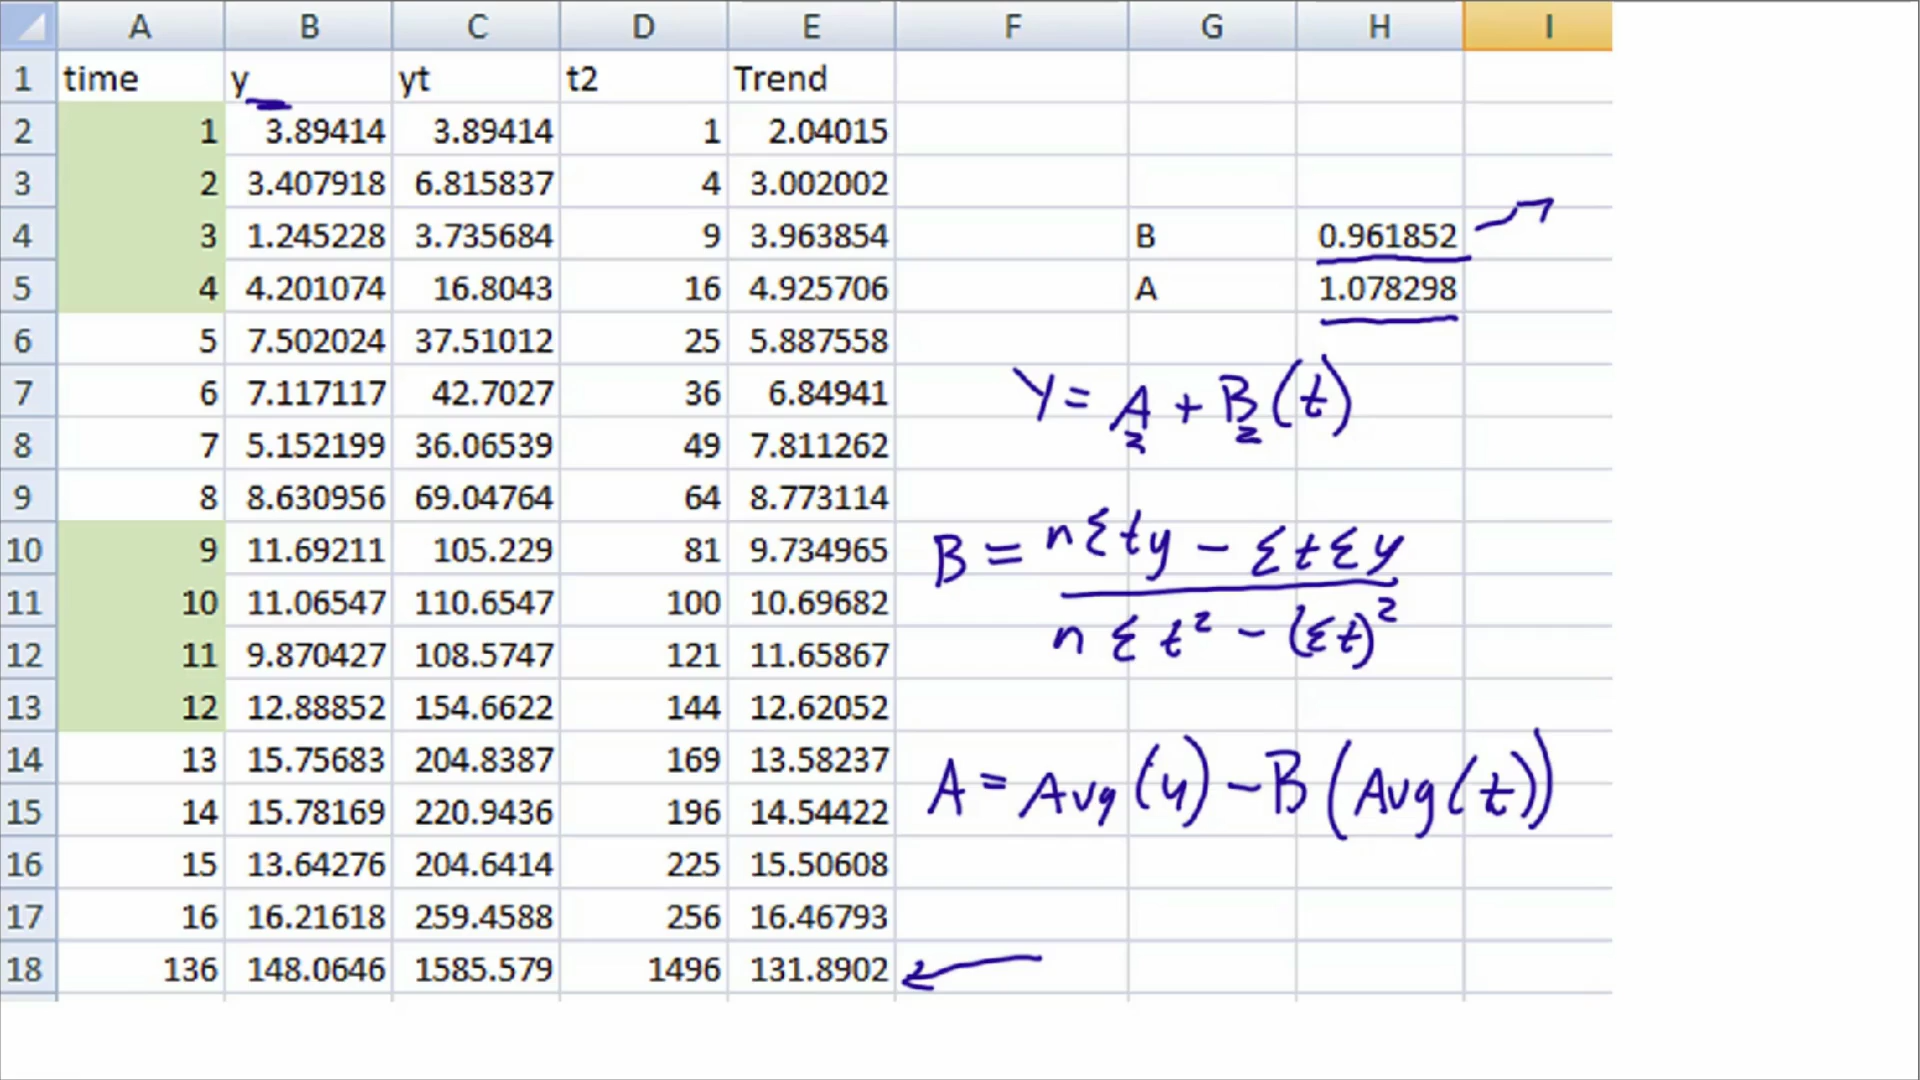 A B C D E F G H I
1 time y yt t2 Trend
2 1 3.89414 3.89414 1 2.04015
3 2 3.407918 6.815837 4 3.002002
4 3 1.245228 3.735684 9 3.963854 B 0.961852
5 4 4.201074 16.8043 16 4.925706 A 1.078298
6 5 7.502024 37.51012 25 5.887558
7 6 7.117117 42.7027 36 6.84941
Y = A + B (t)
8 7 5.152199 36.06539 49 7.811262
9 8 8.630956 69.04764 64 8.773114
10 9 11.69211 105.229 81 9.734965
B = nΣty - ΣtΣy
11 10 11.06547 110.6547 100 10.69682
nΣt² - (Σt)²
12 11 9.870427 108.5747 121 11.65867
13 12 12.88852 154.6622 144 12.62052
14 13 15.75683 204.8387 169 13.58237
A = Avg(y) - B(Avg(t))
15 14 15.78169 220.9436 196 14.54422
16 15 13.64276 204.6414 225 15.50608
17 16 16.21618 259.4588 256 16.46793
18 136 148.0646 1585.579 1496 131.8902